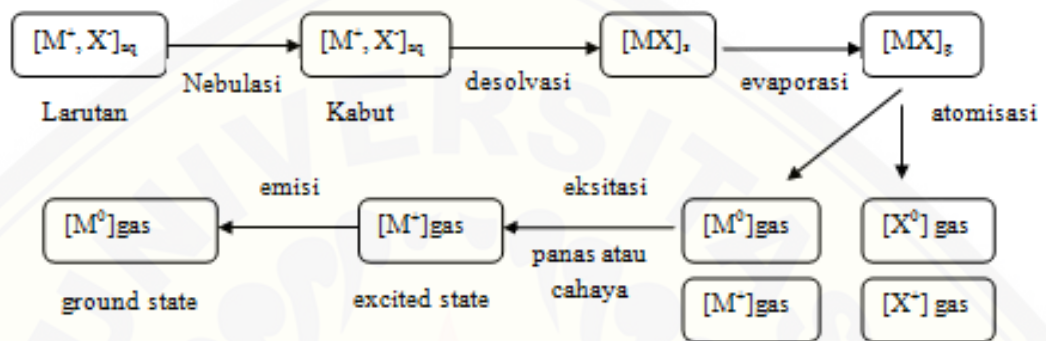 [M⁺, X⁻]aq
[M⁺, X⁻]aq
[MX]s
[MX]g
Nebulasi
desolvasi
evaporasi
Larutan
Kabut
atomisasi
emisi
eksitasi
[M⁰]gas
[M⁺]gas
[M⁰]gas
[X⁰] gas
panas atau
cahaya
ground state
excited state
[M⁺]gas
[X⁺] gas
UNIVERSITAS